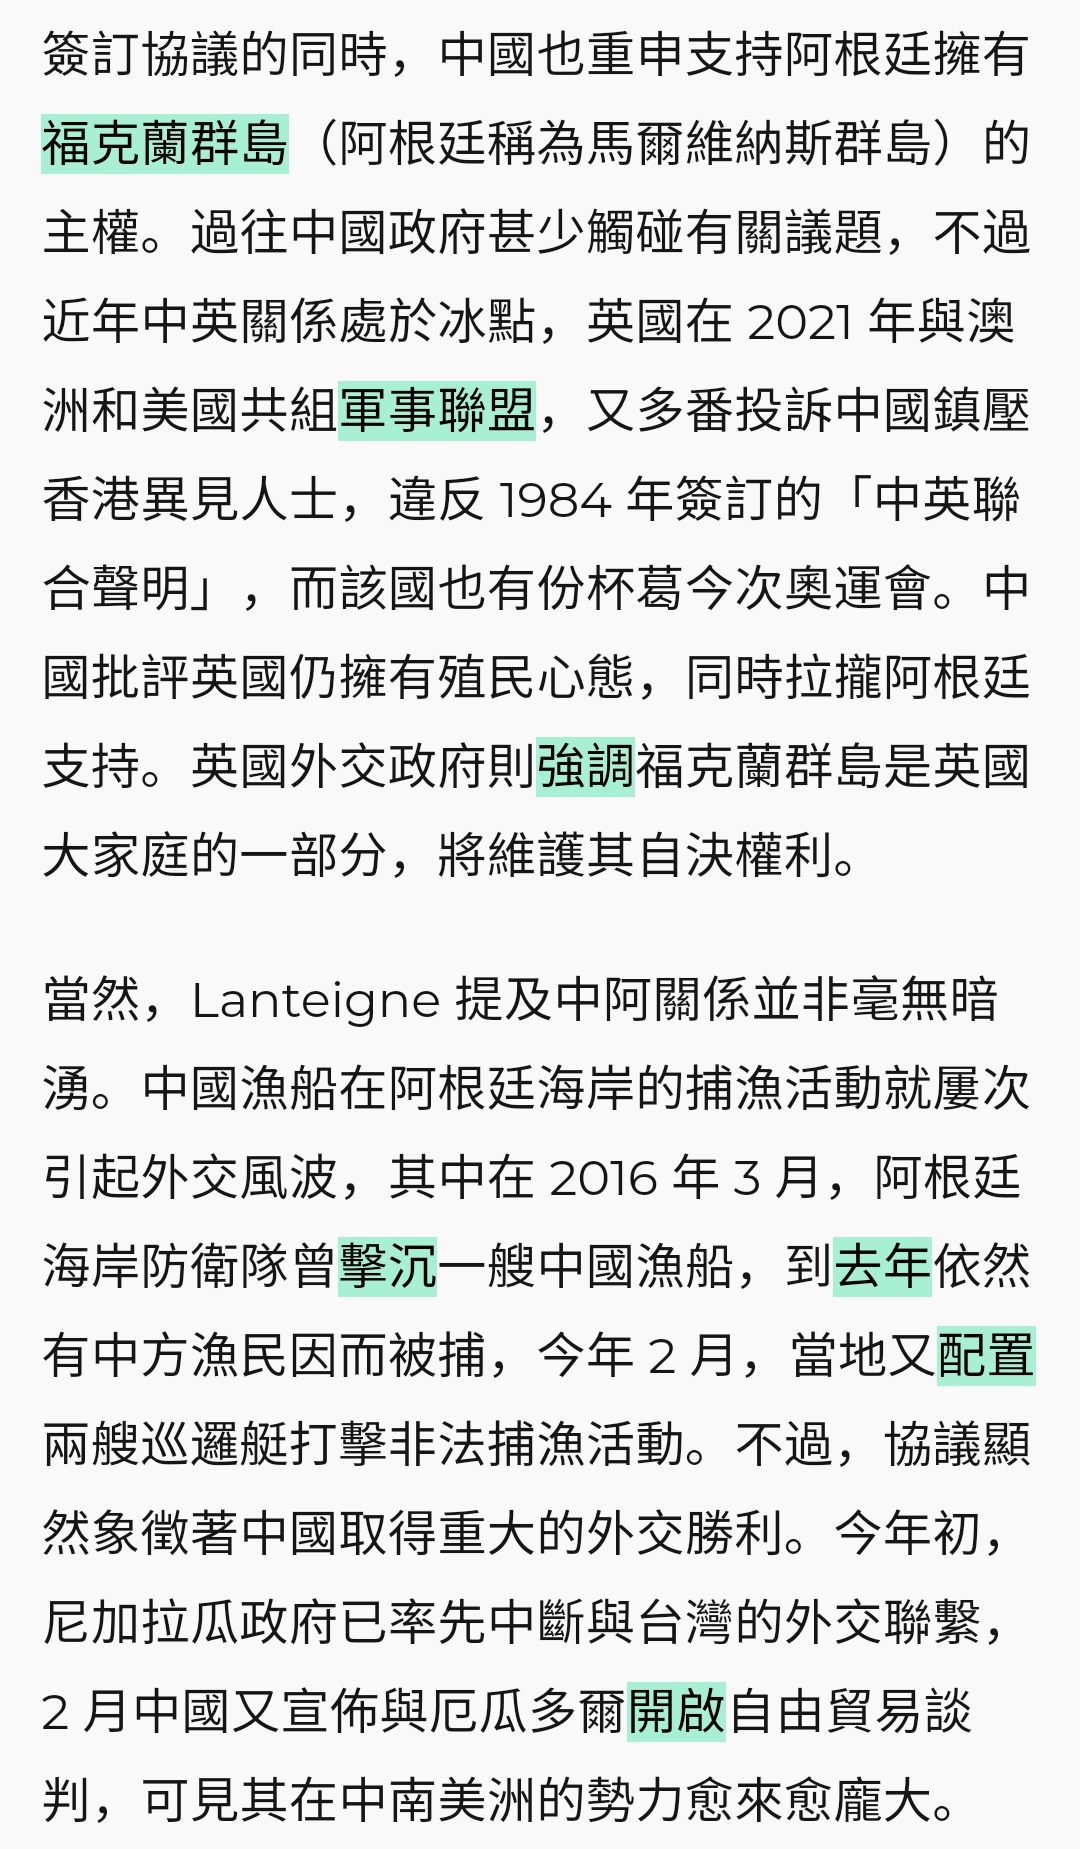 簽訂協議的同時，中國也重申支持阿根廷擁有
福克蘭群島（阿根廷稱為馬爾維納斯群島）的
主權。過往中國政府甚少觸碰有關議題，不過
近年中英關係處於冰點，英國在 2021 年與澳
洲和美國共組軍事聯盟，又多番投訴中國鎮壓
香港異見人士，違反 1984 年簽訂的「中英聯
合聲明」，而該國也有份杯葛今次奧運會。中
國批評英國仍擁有殖民心態，同時拉攏阿根廷
支持。英國外交政府則強調福克蘭群島是英國
大家庭的一部分，將維護其自決權利。
當然，Lanteigne 提及中阿關係並非毫無暗
湧。中國漁船在阿根廷海岸的捕漁活動就屢次
引起外交風波，其中在 2016 年 3 月，阿根廷
海岸防衛隊曾擊沉一艘中國漁船，到去年依然
有中方漁民因而被捕，今年 2 月，當地又配置
兩艘巡邏艇打擊非法捕漁活動。不過，協議顯
然象徵著中國取得重大的外交勝利。今年初，
尼加拉瓜政府已率先中斷與台灣的外交聯繫，
2 月中國又宣佈與厄瓜多爾開啟自由貿易談
判，可見其在中南美洲的勢力愈來愈龐大。